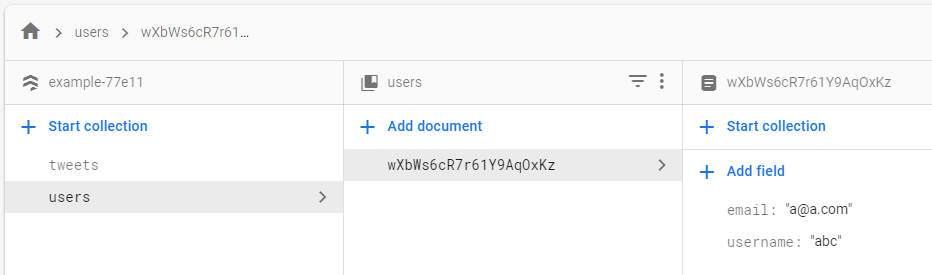 users wXbWs6cR7r61...
example-77e11
users
wXbWs6cR7r61Y9AqOxKz
Start collection
Add document
Start collection
tweets
wXbWs6cR7r61Y9AqOxKz
users
Add field
email: "a@a.com"
username: "abc"